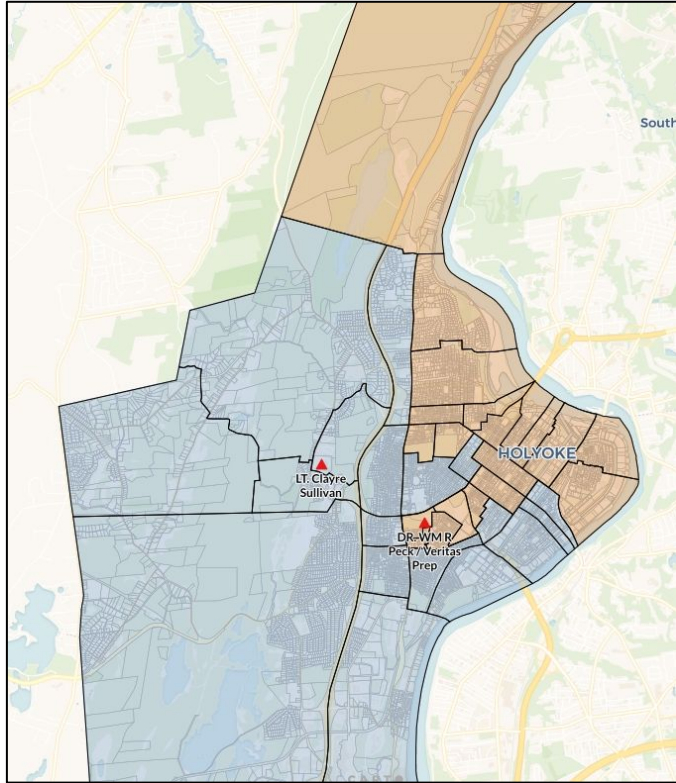 South
HOLYOKE
LT. Clayre
Sullivan
DR. WM R
Peck / Veritas
Prep